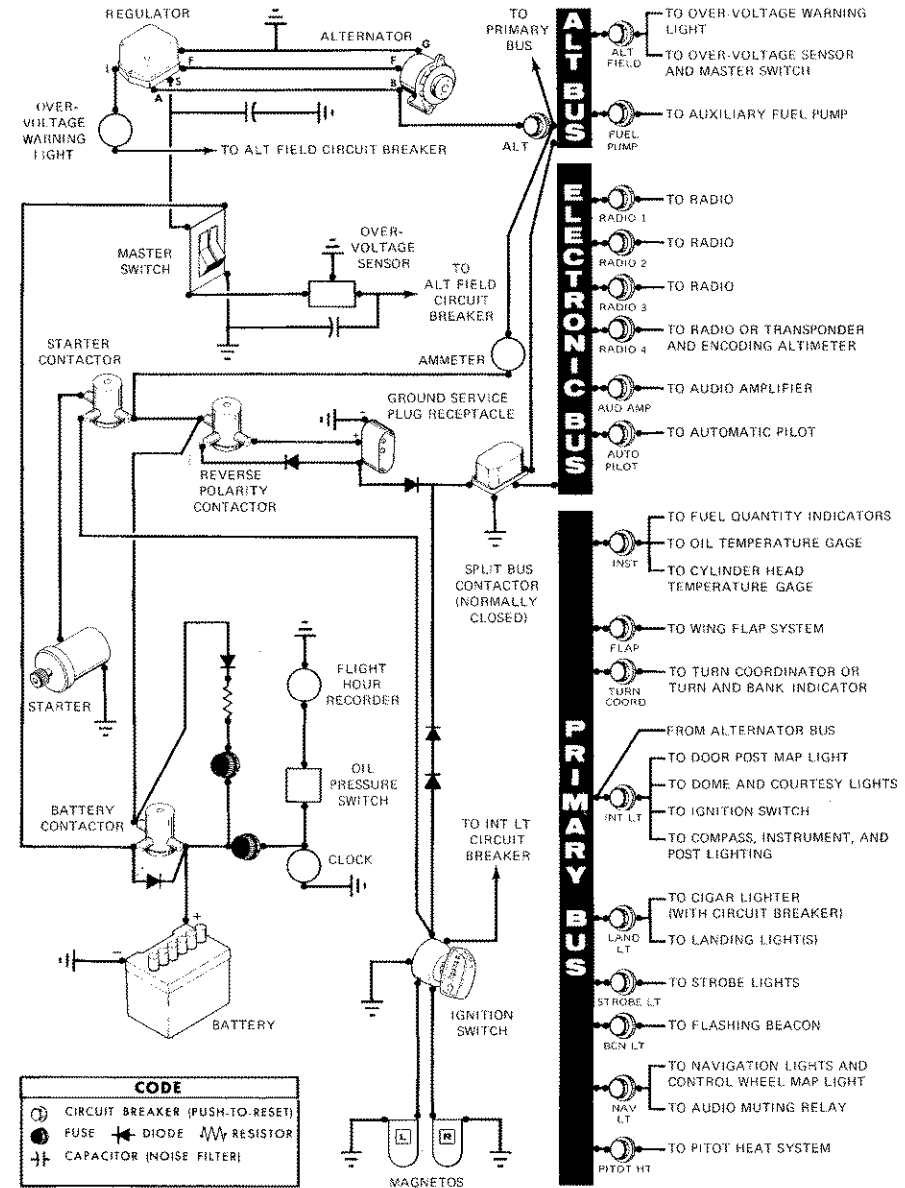 REGULATOR
ALTERNATOR
G
F
F
I
S
A
B
OVER-
VOLTAGE
WARNING
LIGHT
TO ALT FIELD CIRCUIT BREAKER
TO
PRIMARY
BUS
ALT
ALT BUS
ALT
FIELD
TO OVER-VOLTAGE WARNING
LIGHT
TO OVER-VOLTAGE SENSOR
AND MASTER SWITCH
FUEL
PUMP
TO AUXILIARY FUEL PUMP
MASTER
SWITCH
OVER-
VOLTAGE
SENSOR
TO
ALT FIELD
CIRCUIT
BREAKER
ELECTRONIC BUS
RADIO 1
TO RADIO
RADIO 2
TO RADIO
RADIO 3
TO RADIO
RADIO 4
TO RADIO OR TRANSPONDER
AND ENCODING ALTIMETER
AUD AMP
TO AUDIO AMPLIFIER
AUTO
PILOT
TO AUTOMATIC PILOT
STARTER
CONTACTOR
AMMETER
GROUND SERVICE
PLUG RECEPTACLE
-
+
REVERSE
POLARITY
CONTACTOR
SPLIT BUS
CONTACTOR
(NORMALLY
CLOSED)
STARTER
FLIGHT
HOUR
RECORDER
OIL
PRESSURE
SWITCH
BATTERY
CONTACTOR
CLOCK
+
-
BATTERY
TO INT LT
CIRCUIT
BREAKER
IGNITION
SWITCH
L
R
MAGNETOS
PRIMARY BUS
INST
TO FUEL QUANTITY INDICATORS
TO OIL TEMPERATURE GAGE
TO CYLINDER HEAD
TEMPERATURE GAGE
FLAP
TO WING FLAP SYSTEM
TURN
COORD
TO TURN COORDINATOR OR
TURN AND BANK INDICATOR
FROM ALTERNATOR BUS
INT LT
TO DOOR POST MAP LIGHT
TO DOME AND COURTESY LIGHTS
TO IGNITION SWITCH
TO COMPASS, INSTRUMENT, AND
POST LIGHTING
LAND
LT
TO CIGAR LIGHTER
(WITH CIRCUIT BREAKER)
TO LANDING LIGHT(S)
STROBE LT
TO STROBE LIGHTS
BCN LT
TO FLASHING BEACON
NAV
LT
TO NAVIGATION LIGHTS AND
CONTROL WHEEL MAP LIGHT
TO AUDIO MUTING RELAY
PITOT HT
TO PITOT HEAT SYSTEM
CODE
CIRCUIT BREAKER (PUSH-TO-RESET)
FUSE DIODE RESISTOR
CAPACITOR (NOISE FILTER)